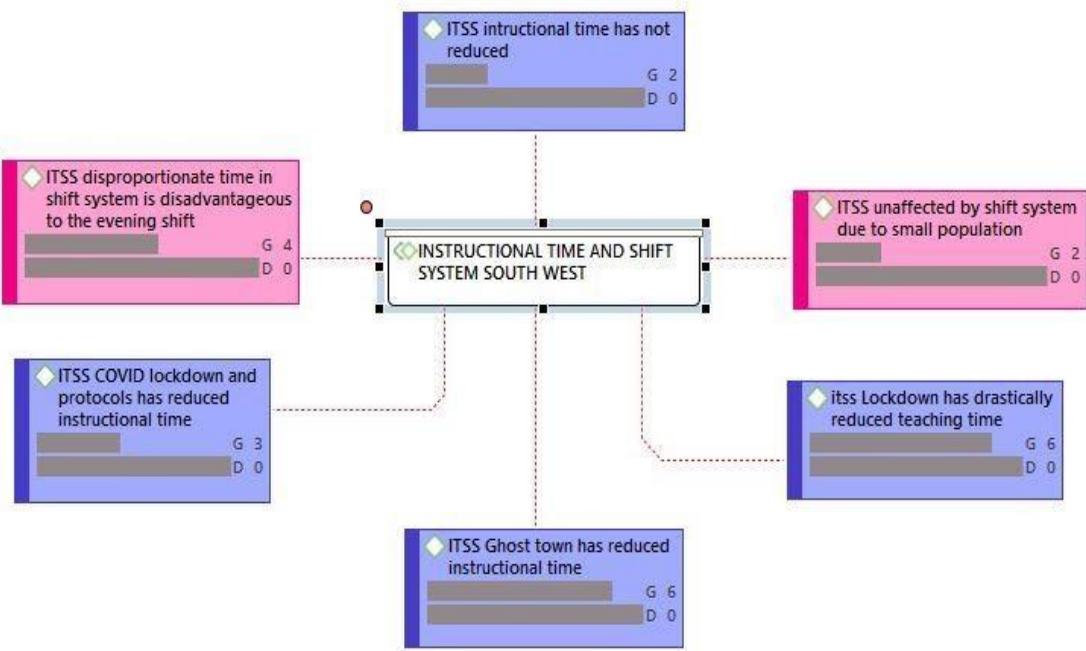 ITSS intructional time has not
reduced
G 2
D 0
ITSS disproportionate time in
shift system is disadvantageous
to the evening shift
G 4
D 0
INSTRUCTIONAL TIME AND SHIFT
SYSTEM SOUTH WEST
ITSS unaffected by shift system
due to small population
G 2
D 0
ITSS COVID lockdown and
protocols has reduced
instructional time
G 3
D 0
itss Lockdown has drastically
reduced teaching time
G 6
D 0
ITSS Ghost town has reduced
instructional time
G 6
D 0